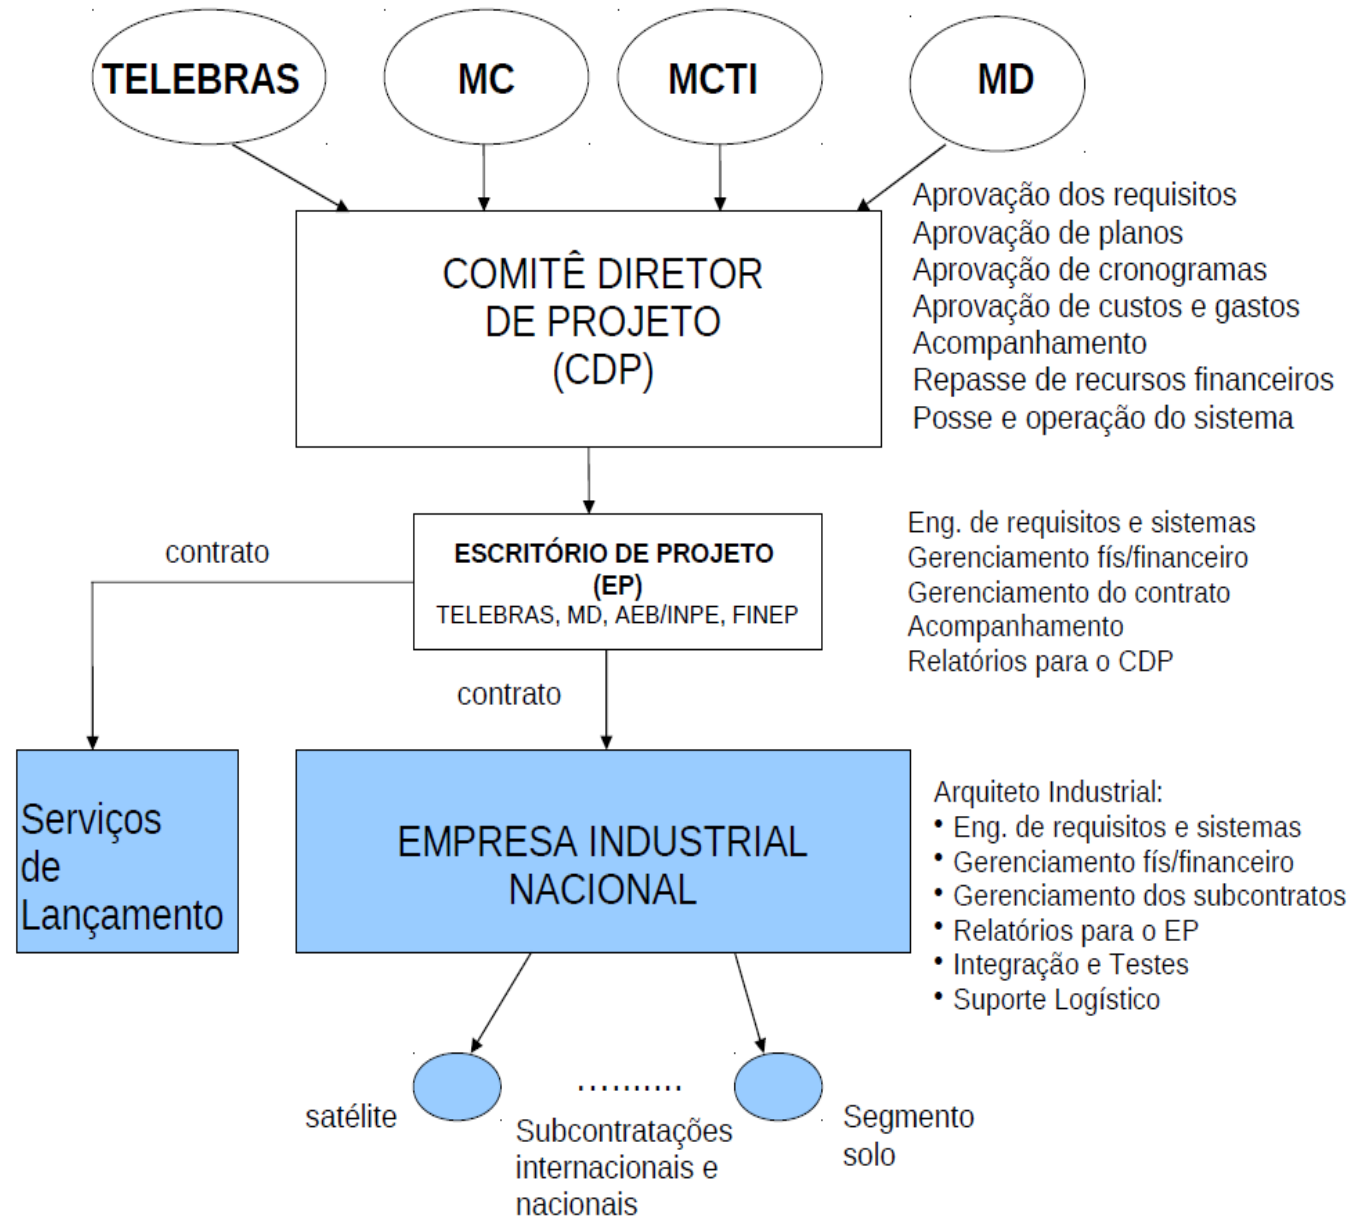 TELEBRAS
MC
MCTI
MD
COMITÊ DIRETOR
DE PROJETO
(CDP)
Aprovação dos requisitos
Aprovação de planos
Aprovação de cronogramas
Aprovação de custos e gastos
Acompanhamento
Repasse de recursos financeiros
Posse e operação do sistema
contrato
ESCRITÓRIO DE PROJETO
(EP)
TELEBRAS, MD, AEB/INPE, FINEP
Eng. de requisitos e sistemas
Gerenciamento fís/financeiro
Gerenciamento do contrato
Acompanhamento
Relatórios para o CDP
contrato
Serviços
de
Lançamento
EMPRESA INDUSTRIAL
NACIONAL
Arquiteto Industrial:
• Eng. de requisitos e sistemas
• Gerenciamento fís/financeiro
• Gerenciamento dos subcontratos
• Relatórios para o EP
• Integração e Testes
• Suporte Logístico
satélite
..........
Subcontratações
internacionais e
nacionais
Segmento
solo